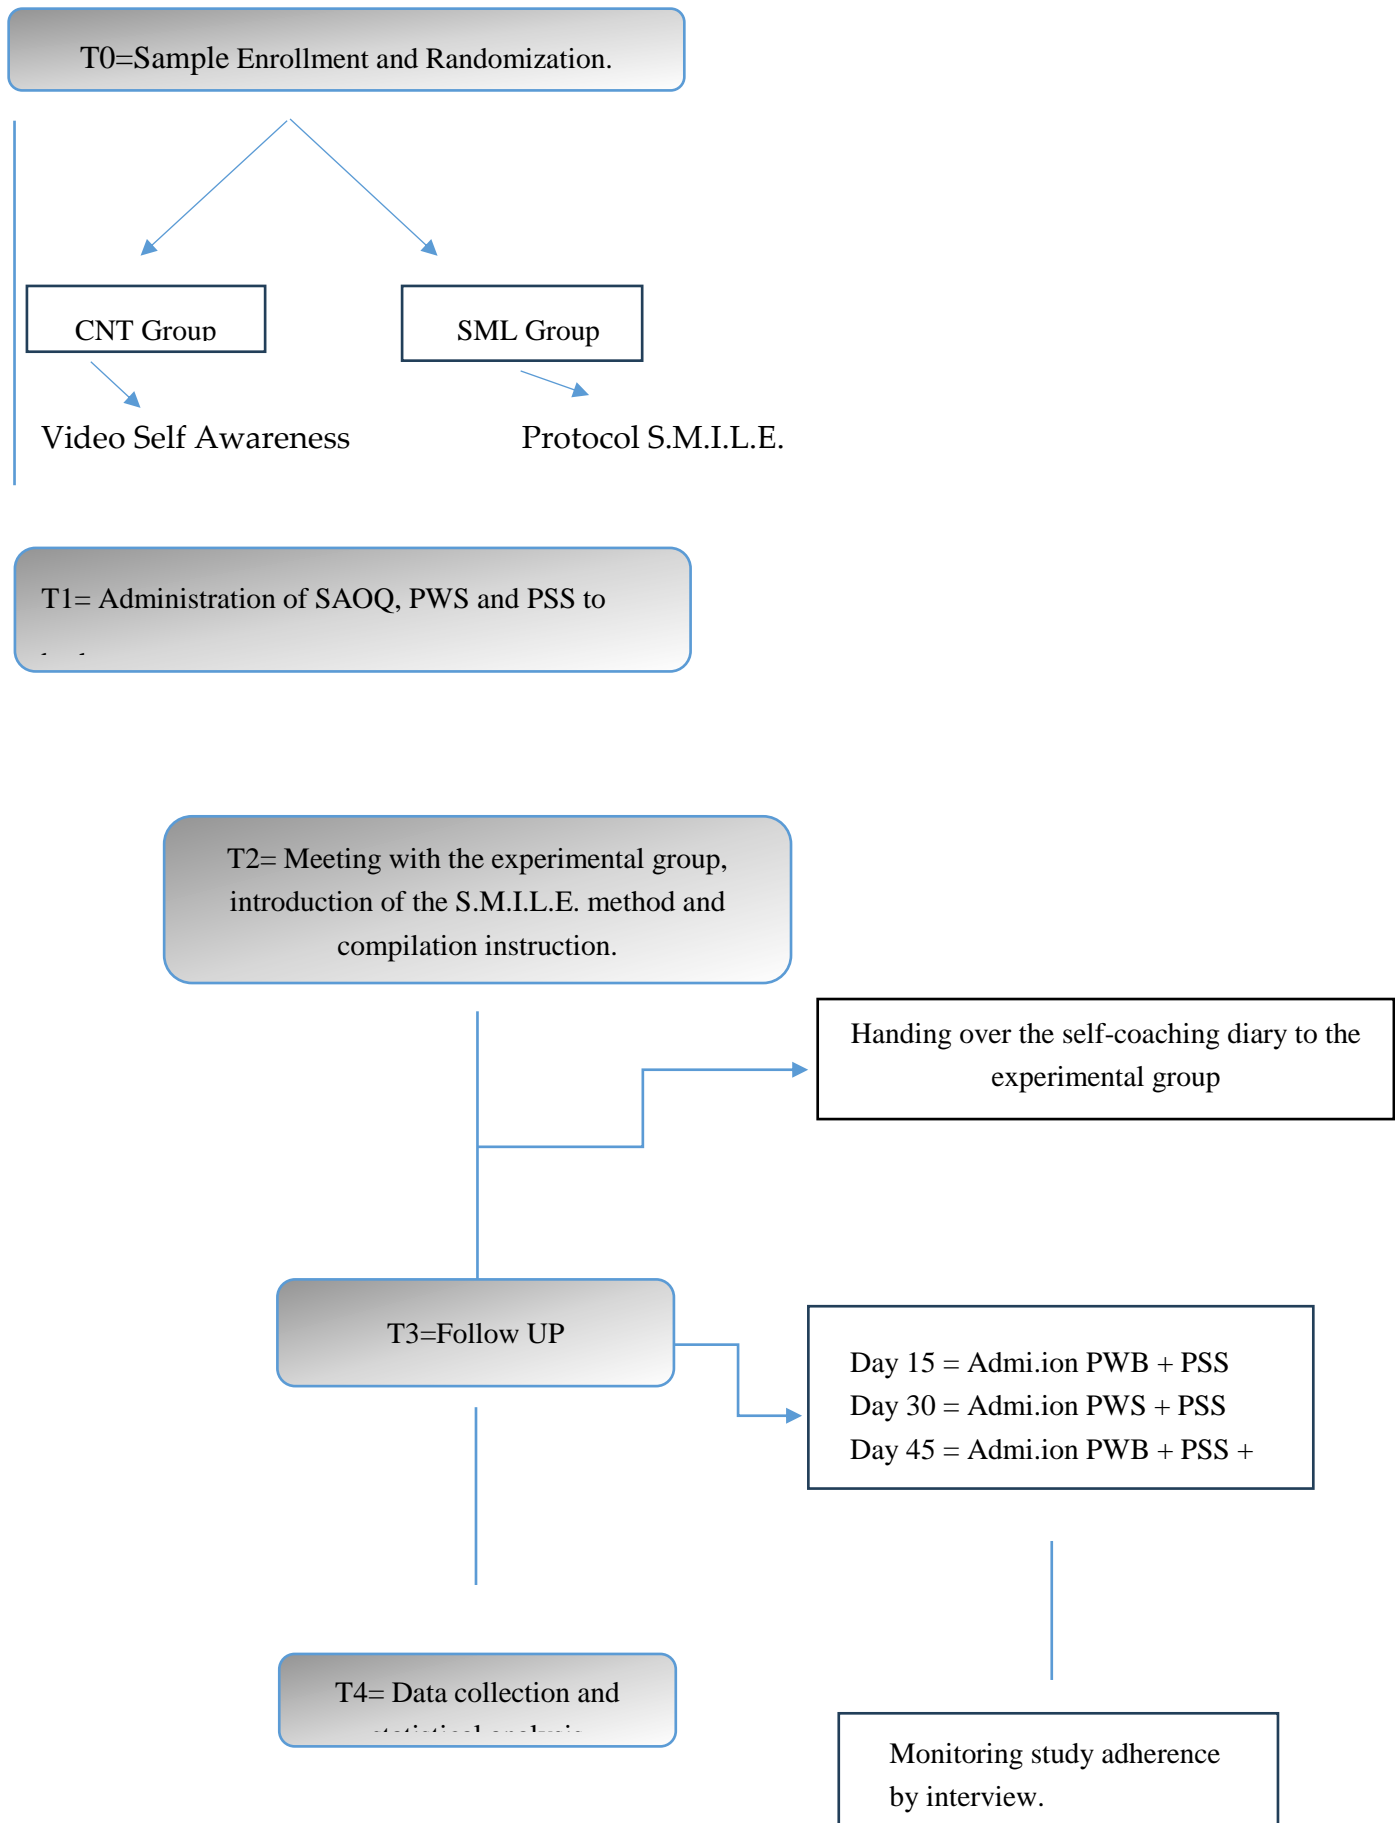 T0=Sample Enrollment and Randomization.
CNT Group
SML Group
Video Self Awareness
Protocol S.M.I.L.E.
T1= Administration of SAOQ, PWS and PSS to
T2= Meeting with the experimental group,
introduction of the S.M.I.L.E. method and
compilation instruction.
Handing over the self-coaching diary to the
experimental group
T3=Follow UP
Day 15 = Admi.ion PWB + PSS
Day 30 = Admi.ion PWS + PSS
Day 45 = Admi.ion PWB + PSS +
T4= Data collection and
statistical analysis
Monitoring study adherence
by interview.